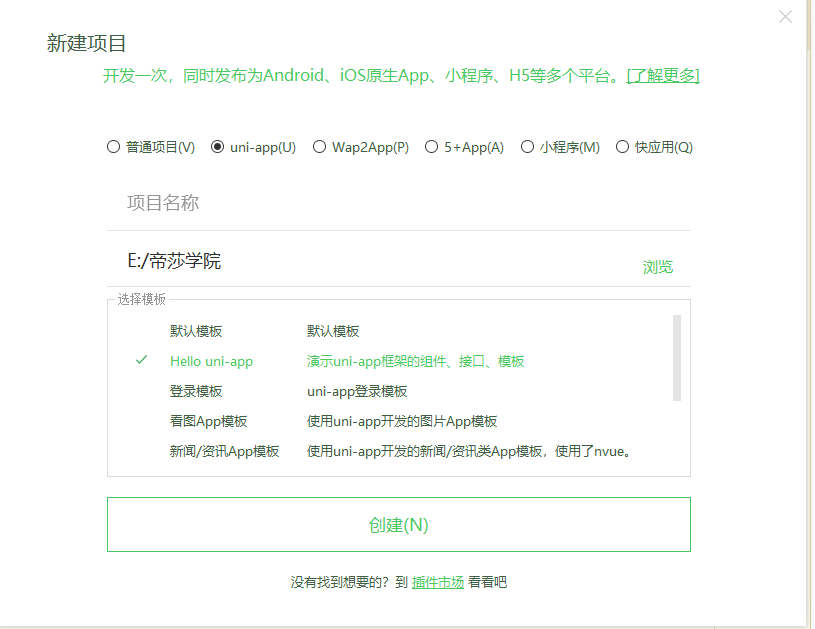 新建项目
开发一次，同时发布为Android、iOS原生App、小程序、H5等多个平台。[了解更多]
普通项目(V) uni-app(U) Wap2App(P) 5+App(A) 小程序(M) 快应用(Q)
项目名称
E:/帝莎学院 浏览
选择模板
默认模板 默认模板
Hello uni-app 演示uni-app框架的组件、接口、模板
登录模板 uni-app登录模板
看图App模板 使用uni-app开发的图片App模板
新闻/资讯App模板 使用uni-app开发的新闻/资讯类App模板，使用了nvue。
创建(N)
没有找到想要的？到 插件市场 看看吧